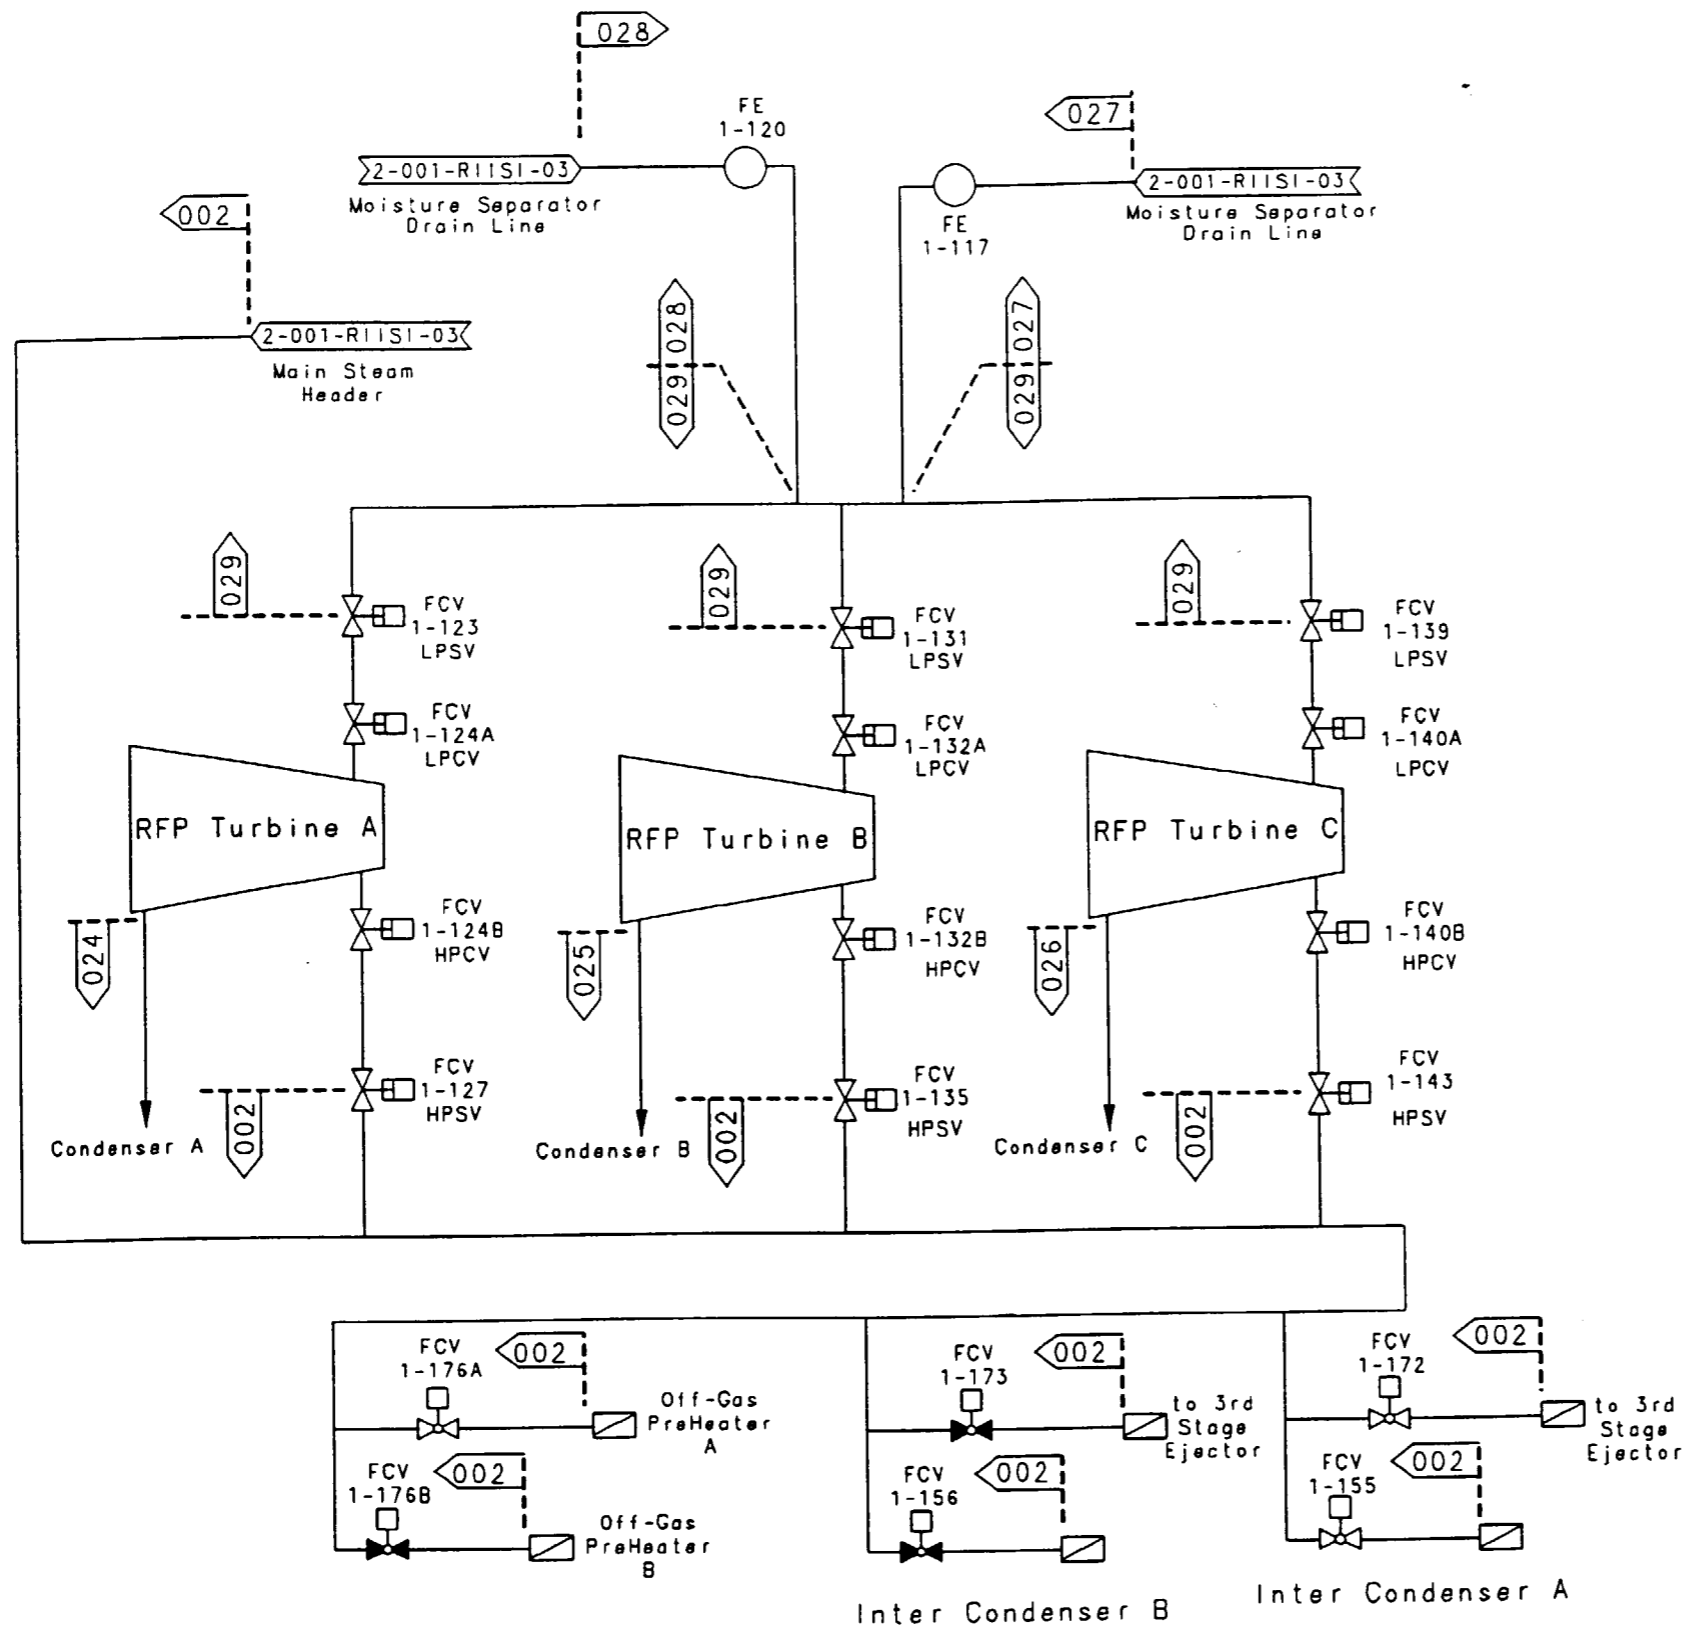 028
FE
1-120
027
2-001-R11S1-03
Moisture Separator
Drain Line
002
2-001-R11S1-03
Moisture Separator
Drain Line
FE
1-117
2-001-R11S1-03
Main Steam
Header
029 028
029 027
029
FCV
1-123
LPSV
029
FCV
1-131
LPSV
029
FCV
1-139
LPSV
FCV
1-124A
LPCV
FCV
1-132A
LPCV
FCV
1-140A
LPCV
RFP Turbine A
RFP Turbine B
RFP Turbine C
024
FCV
1-124B
HPCV
025
FCV
1-132B
HPCV
026
FCV
1-140B
HPCV
002
FCV
1-127
HPSV
002
FCV
1-135
HPSV
002
FCV
1-143
HPSV
Condenser A
Condenser B
Condenser C
FCV
1-176A
002
Off-Gas
PreHeater
A
FCV
1-173
002
to 3rd
Stage
Ejector
FCV
1-172
002
to 3rd
Stage
Ejector
FCV
1-176B
002
Off-Gas
PreHeater
B
FCV
1-156
002
FCV
1-155
002
Inter Condenser B
Inter Condenser A